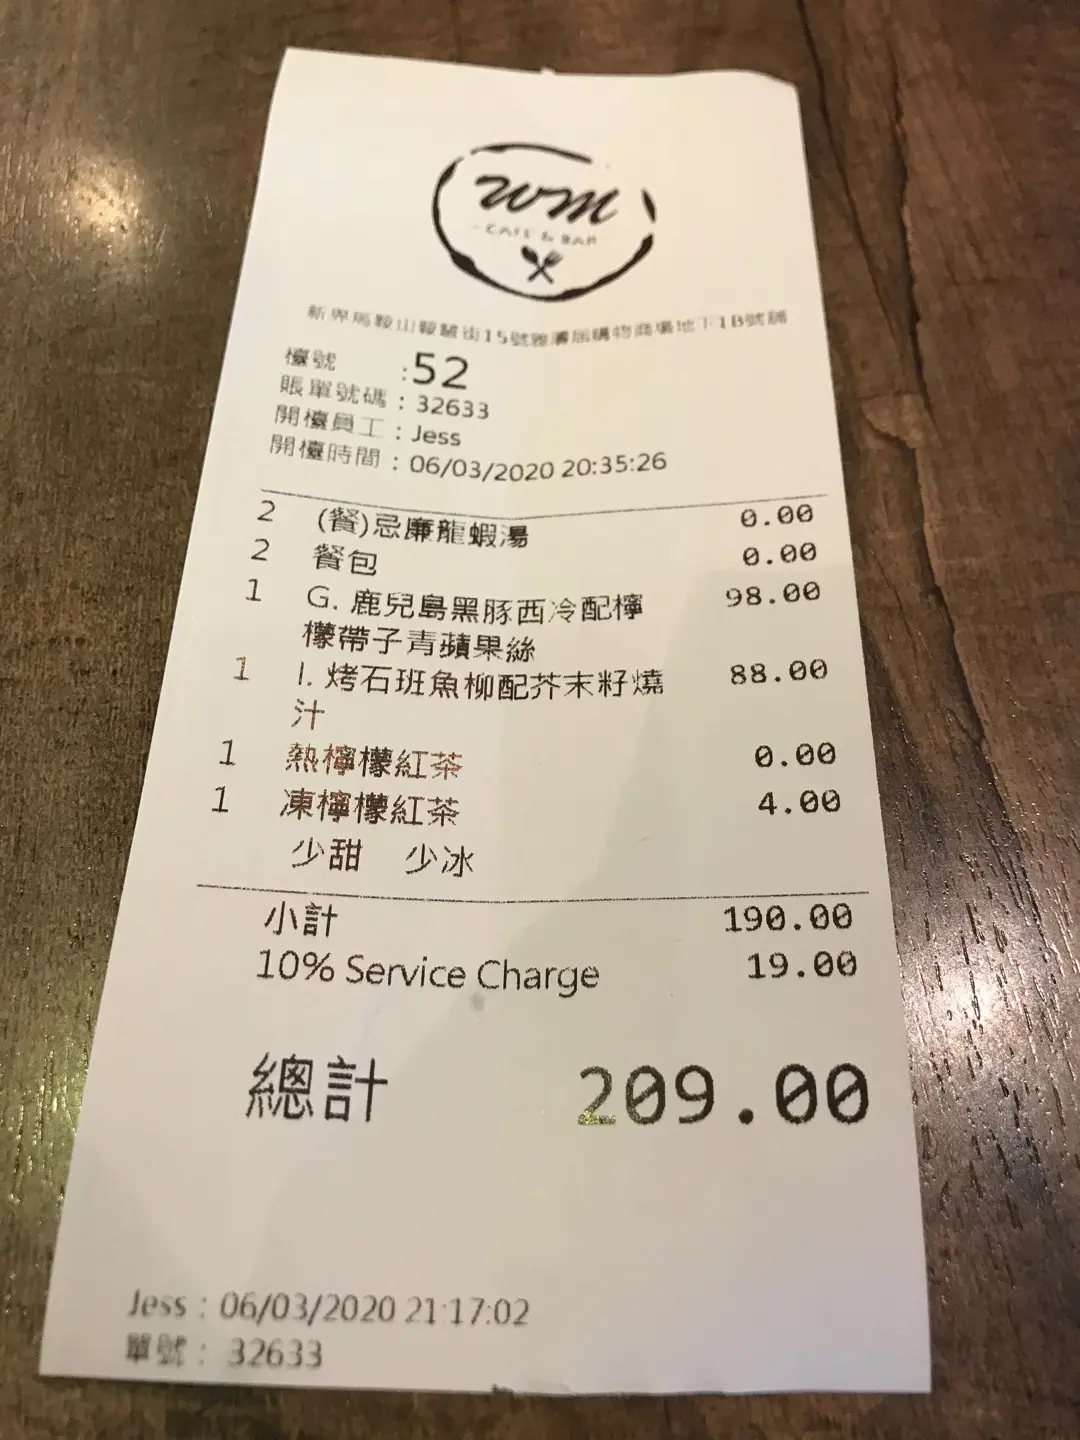 wm
CAFE & BAR
鞍山鞍駿街15號雅濤居購物商場地下1B號舖
檯號 :52
賬單號碼 : 32633
開檯員工 : Jess
開檯時間 : 06/03/2020 20:35:26
2 (餐)忌廉龍蝦湯 0.00
2 餐包 0.00
1 G. 鹿兒島黑豚西冷配檸 98.00
檬帶子青蘋果絲
1 I. 烤石班魚柳配芥末籽燒 88.00
汁
1 熱檸檬紅茶 0.00
1 凍檸檬紅茶 4.00
少甜 少冰
小計 190.00
10% Service Charge 19.00
總計 209.00
Jess : 06/03/2020 21:17:02
單號 : 32633